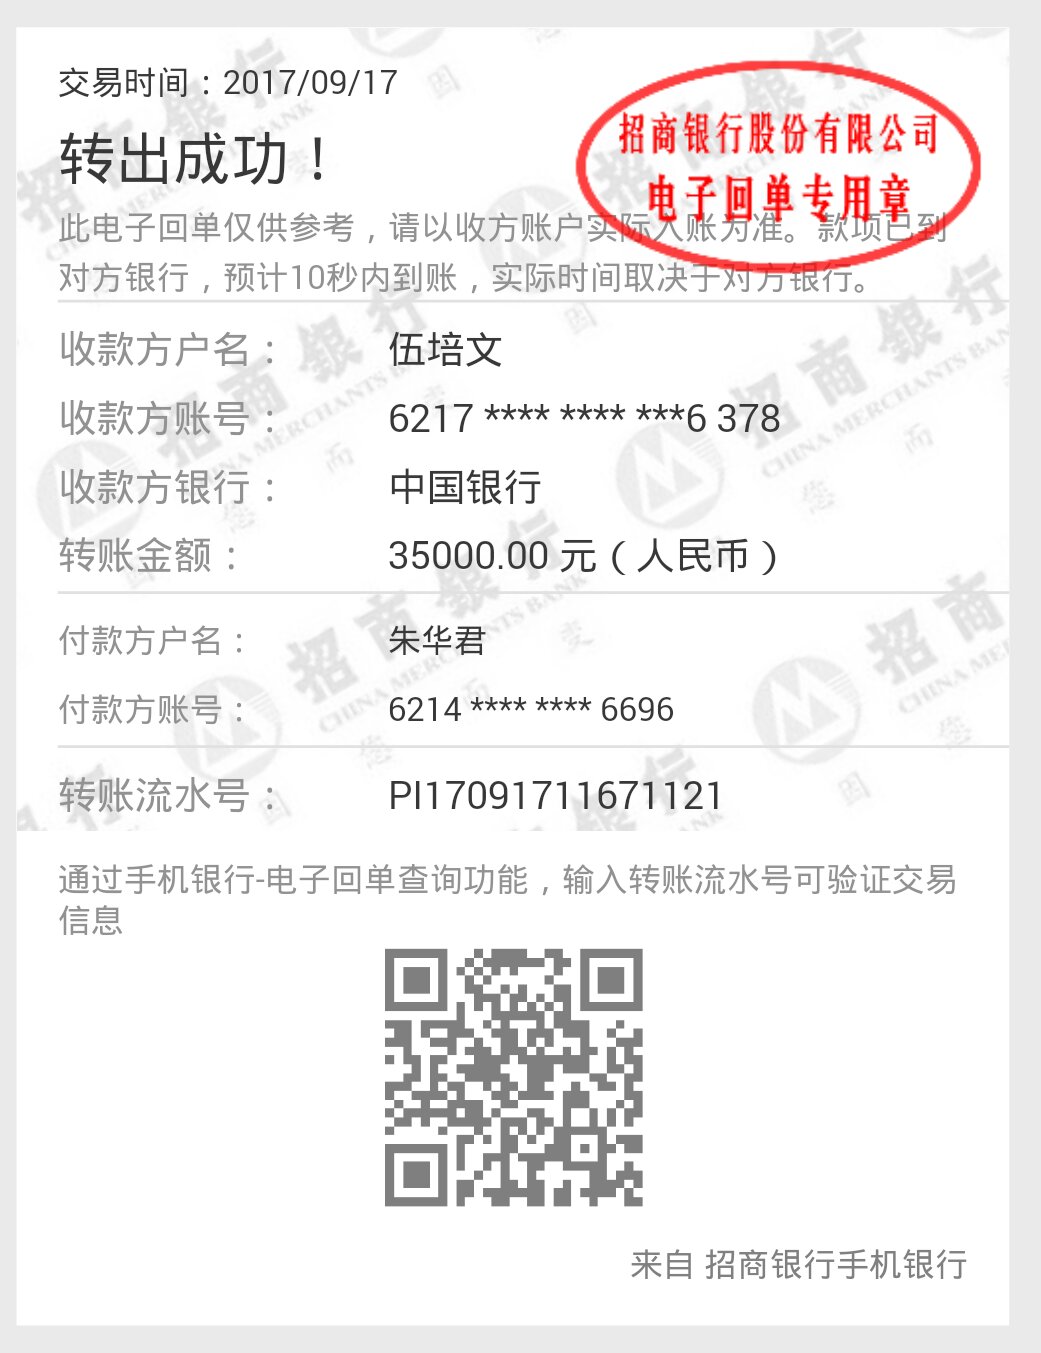 交易时间：2017/09/17
转出成功！
招商银行股份有限公司
电子回单专用章
此电子回单仅供参考，请以收方账户实际入账为准。款项已到
对方银行，预计10秒内到账，实际时间取决于对方银行。
收款方户名： 伍培文
收款方账号： 6217 **** **** ***6 378
收款方银行： 中国银行
转账金额： 35000.00 元（人民币）
付款方户名： 朱华君
付款方账号： 6214 **** **** 6696
转账流水号： PI17091711671121
通过手机银行-电子回单查询功能，输入转账流水号可验证交易
信息
来自 招商银行手机银行
招商银行
CHINA MERCHANTS BANK